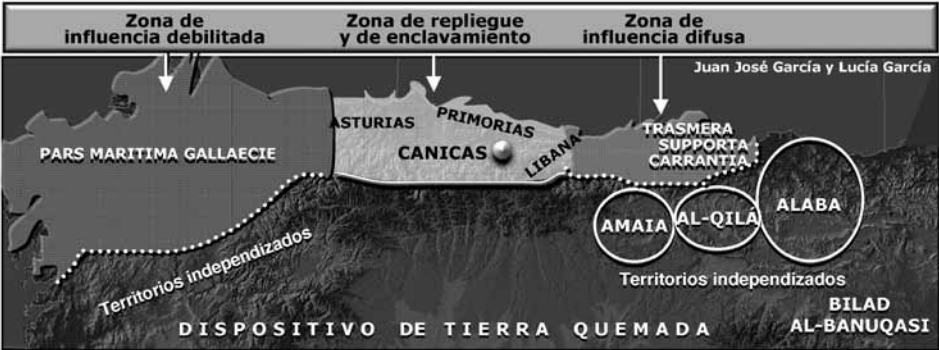 Zona de
influencia debilitada
Zona de repliegue
y de enclavamiento
Zona de
influencia difusa
Juan José García y Lucía García
ASTURIAS
PRIMORIAS
TRASMERA
SUPPORTA
CARRANTIA
PARS MARITIMA GALLAECIE
CANICAS
LIBANA
ALABA
AMAIA
AL-QILÁ
Territorios independizados
Territorios independizados
BILAD
AL-BANUQASI
DISPOSITIVO DE TIERRA QUEMADA